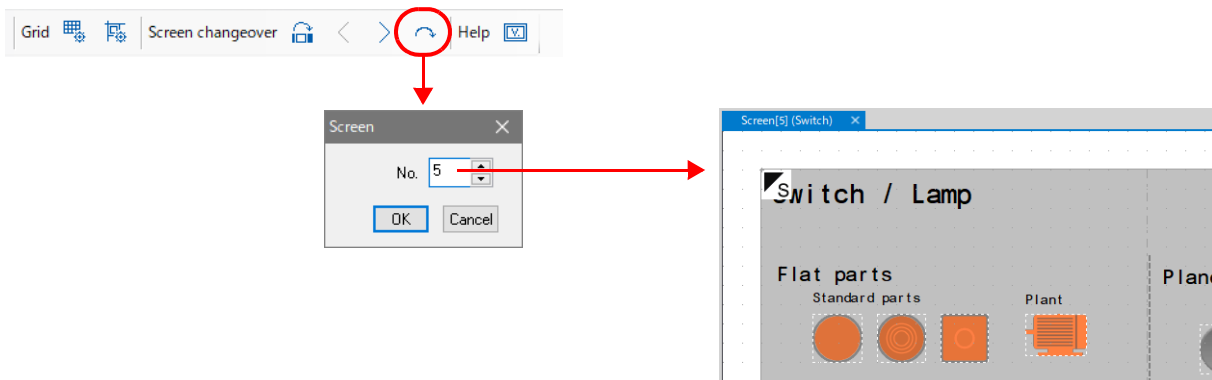 Grid Screen changeover Help V.
Screen
No. 5
OK Cancel
Screen[5] (Switch)
S
Switch / Lamp
Flat parts
Standard parts Plant